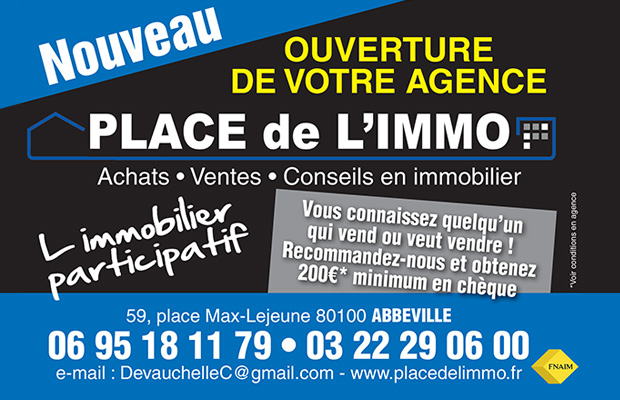 Nouveau
OUVERTURE
DE VOTRE AGENCE
PLACE de L'IMMO
Achats • Ventes • Conseils en immobilier
L'immobilier
participatif
Vous connaissez quelqu'un
qui vend ou veut vendre !
Recommandez-nous et obtenez
200€* minimum en chèque
*Voir conditions en agence
59, place Max-Lejeune 80100 ABBEVILLE
06 95 18 11 79 • 03 22 29 06 00
e-mail : DevauchelleC@gmail.com - www.placedelimmo.fr
FNAIM